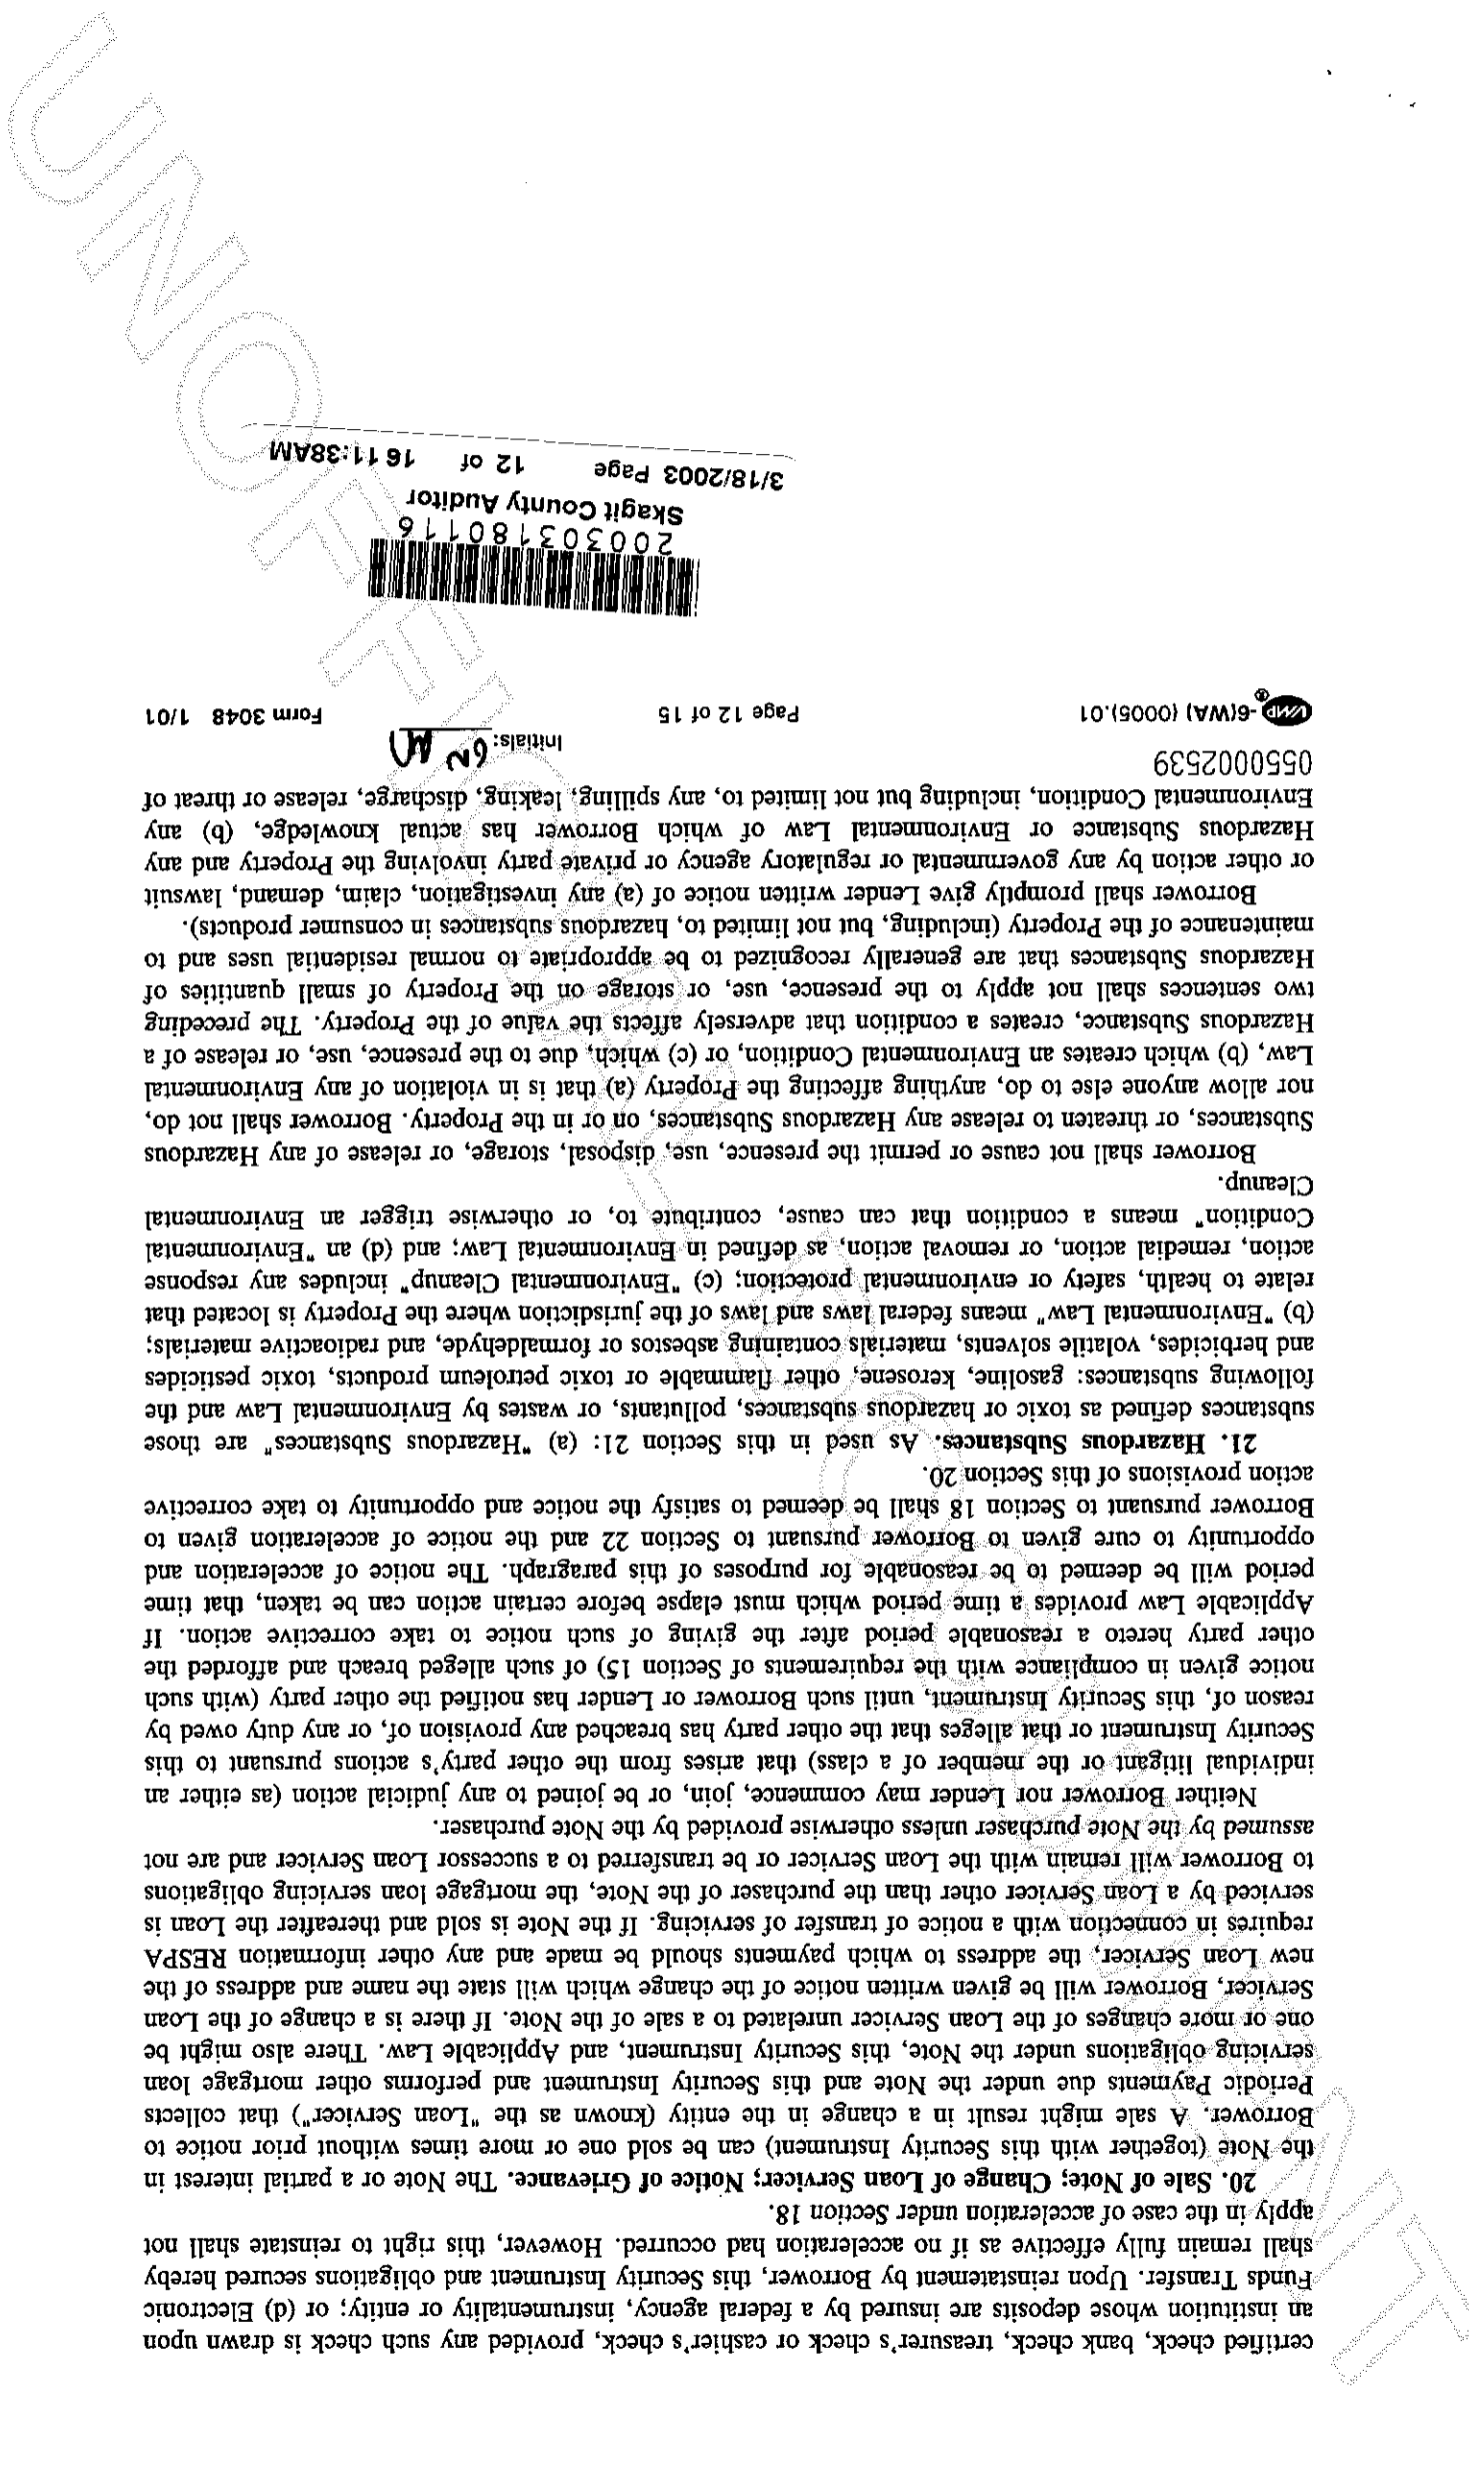 certified check, bank check, treasurer's check or cashier's check, provided any such check is drawn upon
an institution whose deposits are insured by a federal agency, instrumentality or entity; or (d) Electronic
Funds Transfer. Upon reinstatement by Borrower, this Security Instrument and obligations secured hereby
shall remain fully effective as if no acceleration had occurred. However, this right to reinstate shall not
apply in the case of acceleration under Section 18.
20. Sale of Note; Change of Loan Servicer; Notice of Grievance. The Note or a partial interest in
the Note (together with this Security Instrument) can be sold one or more times without prior notice to
Borrower. A sale might result in a change in the entity (known as the "Loan Servicer") that collects
Periodic Payments due under the Note and this Security Instrument and performs other mortgage loan
servicing obligations under the Note, this Security Instrument, and Applicable Law. There also might be
one or more changes of the Loan Servicer unrelated to a sale of the Note. If there is a change of the Loan
Servicer, Borrower will be given written notice of the change which will state the name and address of the
new Loan Servicer, the address to which payments should be made and any other information RESPA
requires in connection with a notice of transfer of servicing. If the Note is sold and thereafter the Loan is
serviced by a Loan Servicer other than the purchaser of the Note, the mortgage loan servicing obligations
to Borrower will remain with the Loan Servicer or be transferred to a successor Loan Servicer and are not
assumed by the Note purchaser unless otherwise provided by the Note purchaser.
Neither Borrower nor Lender may commence, join, or be joined to any judicial action (as either an
individual litigant or the member of a class) that arises from the other party's actions pursuant to this
Security Instrument or that alleges that the other party has breached any provision of, or any duty owed by
reason of, this Security Instrument, until such Borrower or Lender has notified the other party (with such
notice given in compliance with the requirements of Section 15) of such alleged breach and afforded the
other party hereto a reasonable period after the giving of such notice to take corrective action. If
Applicable Law provides a time period which must elapse before certain action can be taken, that time
period will be deemed to be reasonable for purposes of this paragraph. The notice of acceleration and
opportunity to cure given to Borrower pursuant to Section 22 and the notice of acceleration given to
Borrower pursuant to Section 18 shall be deemed to satisfy the notice and opportunity to take corrective
action provisions of this Section 20.
21. Hazardous Substances. As used in this Section 21: (a) "Hazardous Substances" are those
substances defined as toxic or hazardous substances, pollutants, or wastes by Environmental Law and the
following substances: gasoline, kerosene, other flammable or toxic petroleum products, toxic pesticides
and herbicides, volatile solvents, materials containing asbestos or formaldehyde, and radioactive materials;
(b) "Environmental Law" means federal laws and laws of the jurisdiction where the Property is located that
relate to health, safety or environmental protection; (c) "Environmental Cleanup" includes any response
action, remedial action, or removal action, as defined in Environmental Law; and (d) an "Environmental
Condition" means a condition that can cause, contribute to, or otherwise trigger an Environmental
Cleanup.
Borrower shall not cause or permit the presence, use, disposal, storage, or release of any Hazardous
Substances, or threaten to release any Hazardous Substances, on or in the Property. Borrower shall not do,
nor allow anyone else to do, anything affecting the Property (a) that is in violation of any Environmental
Law, (b) which creates an Environmental Condition, or (c) which, due to the presence, use, or release of a
Hazardous Substance, creates a condition that adversely affects the value of the Property. The preceding
two sentences shall not apply to the presence, use, or storage on the Property of small quantities of
Hazardous Substances that are generally recognized to be appropriate to normal residential uses and to
maintenance of the Property (including, but not limited to, hazardous substances in consumer products).
Borrower shall promptly give Lender written notice of (a) any investigation, claim, demand, lawsuit
or other action by any governmental or regulatory agency or private party involving the Property and any
Hazardous Substance or Environmental Law of which Borrower has actual knowledge, (b) any
Environmental Condition, including but not limited to, any spilling, leaking, discharge, release or threat of
0550002539
Initials:
VMP®-6(WA) (0005).01 Page 12 of 15 Form 3048 1/01
200303180116
Skagit County Auditor
3/18/2003 Page 12 of 16 11:38AM
UNOFFICIAL DOCUMENT